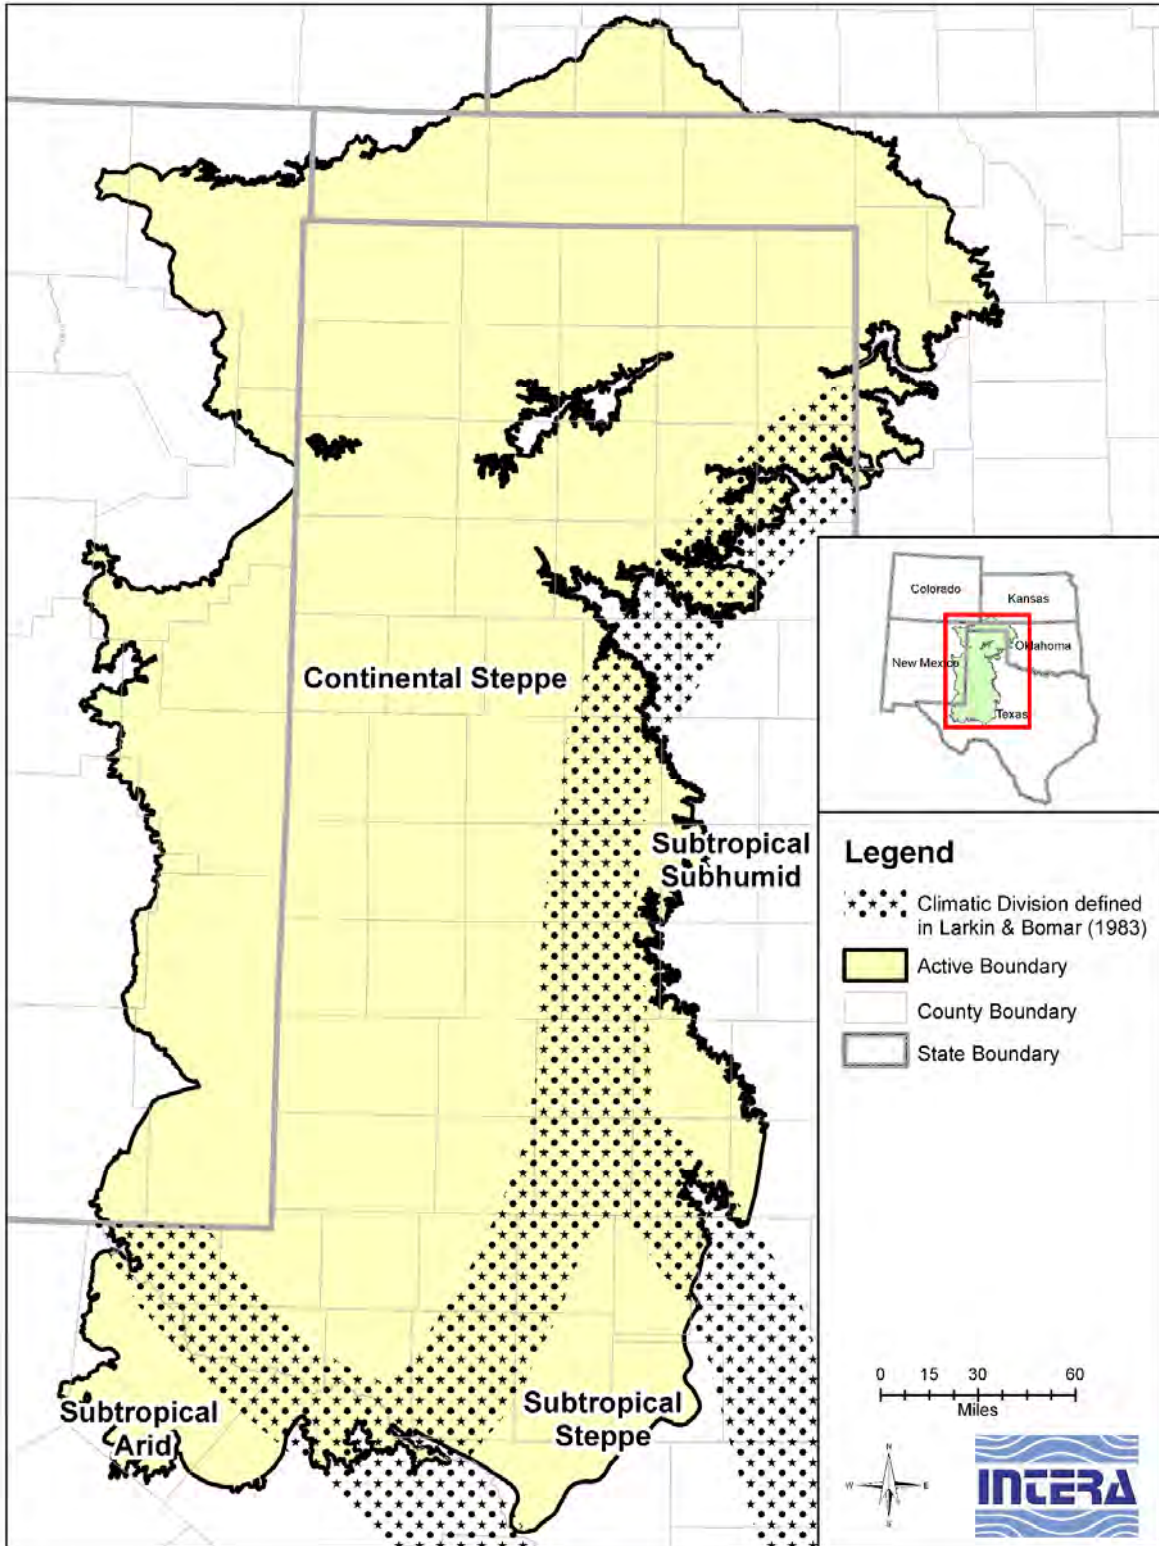 Continental Steppe
Subtropical
Subhumid
Subtropical
Arid
Subtropical
Steppe
Colorado
Kansas
New Mexico
Oklahoma
Texas
Legend
Climatic Division defined
in Larkin & Bomar (1983)
Active Boundary
County Boundary
State Boundary
0 15 30 60
Miles
N
W E
S
INTERA